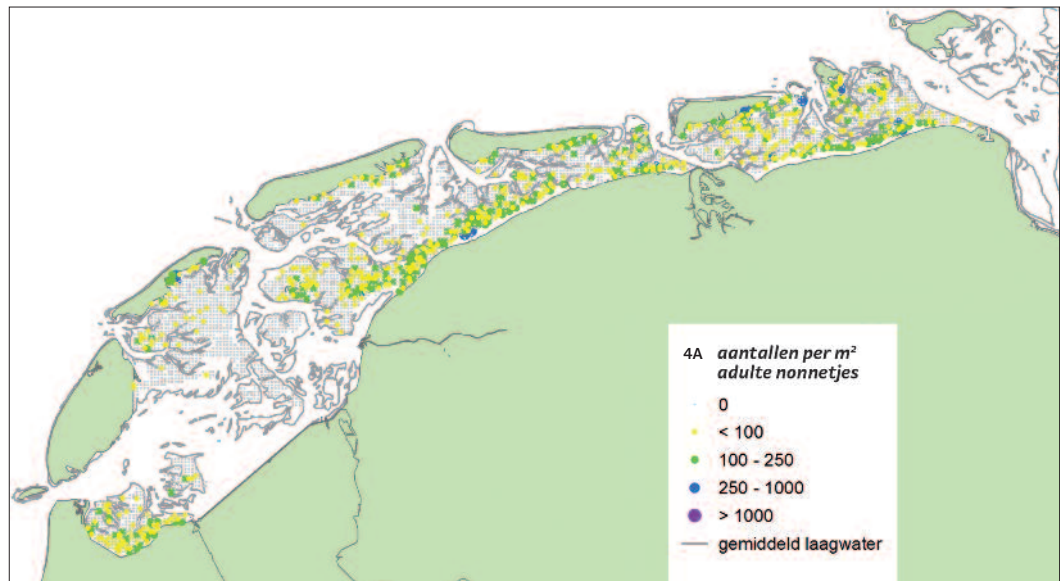 4A aantallen per m²
adulte nonnetjes
0
< 100
100 - 250
250 - 1000
> 1000
gemiddeld laagwater